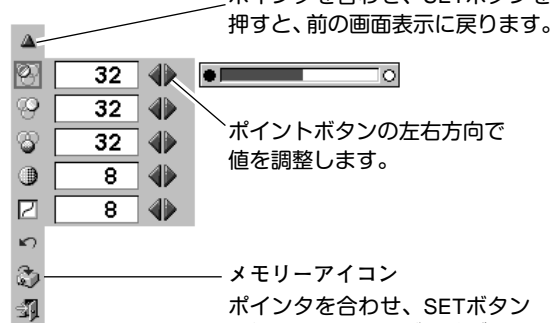 押すと、前の画面表示に戻ります。
32
32
32
8
8
ポイントボタンの左右方向で
値を調整します。
メモリーアイコン
ポインタを合わせ、SETボタン